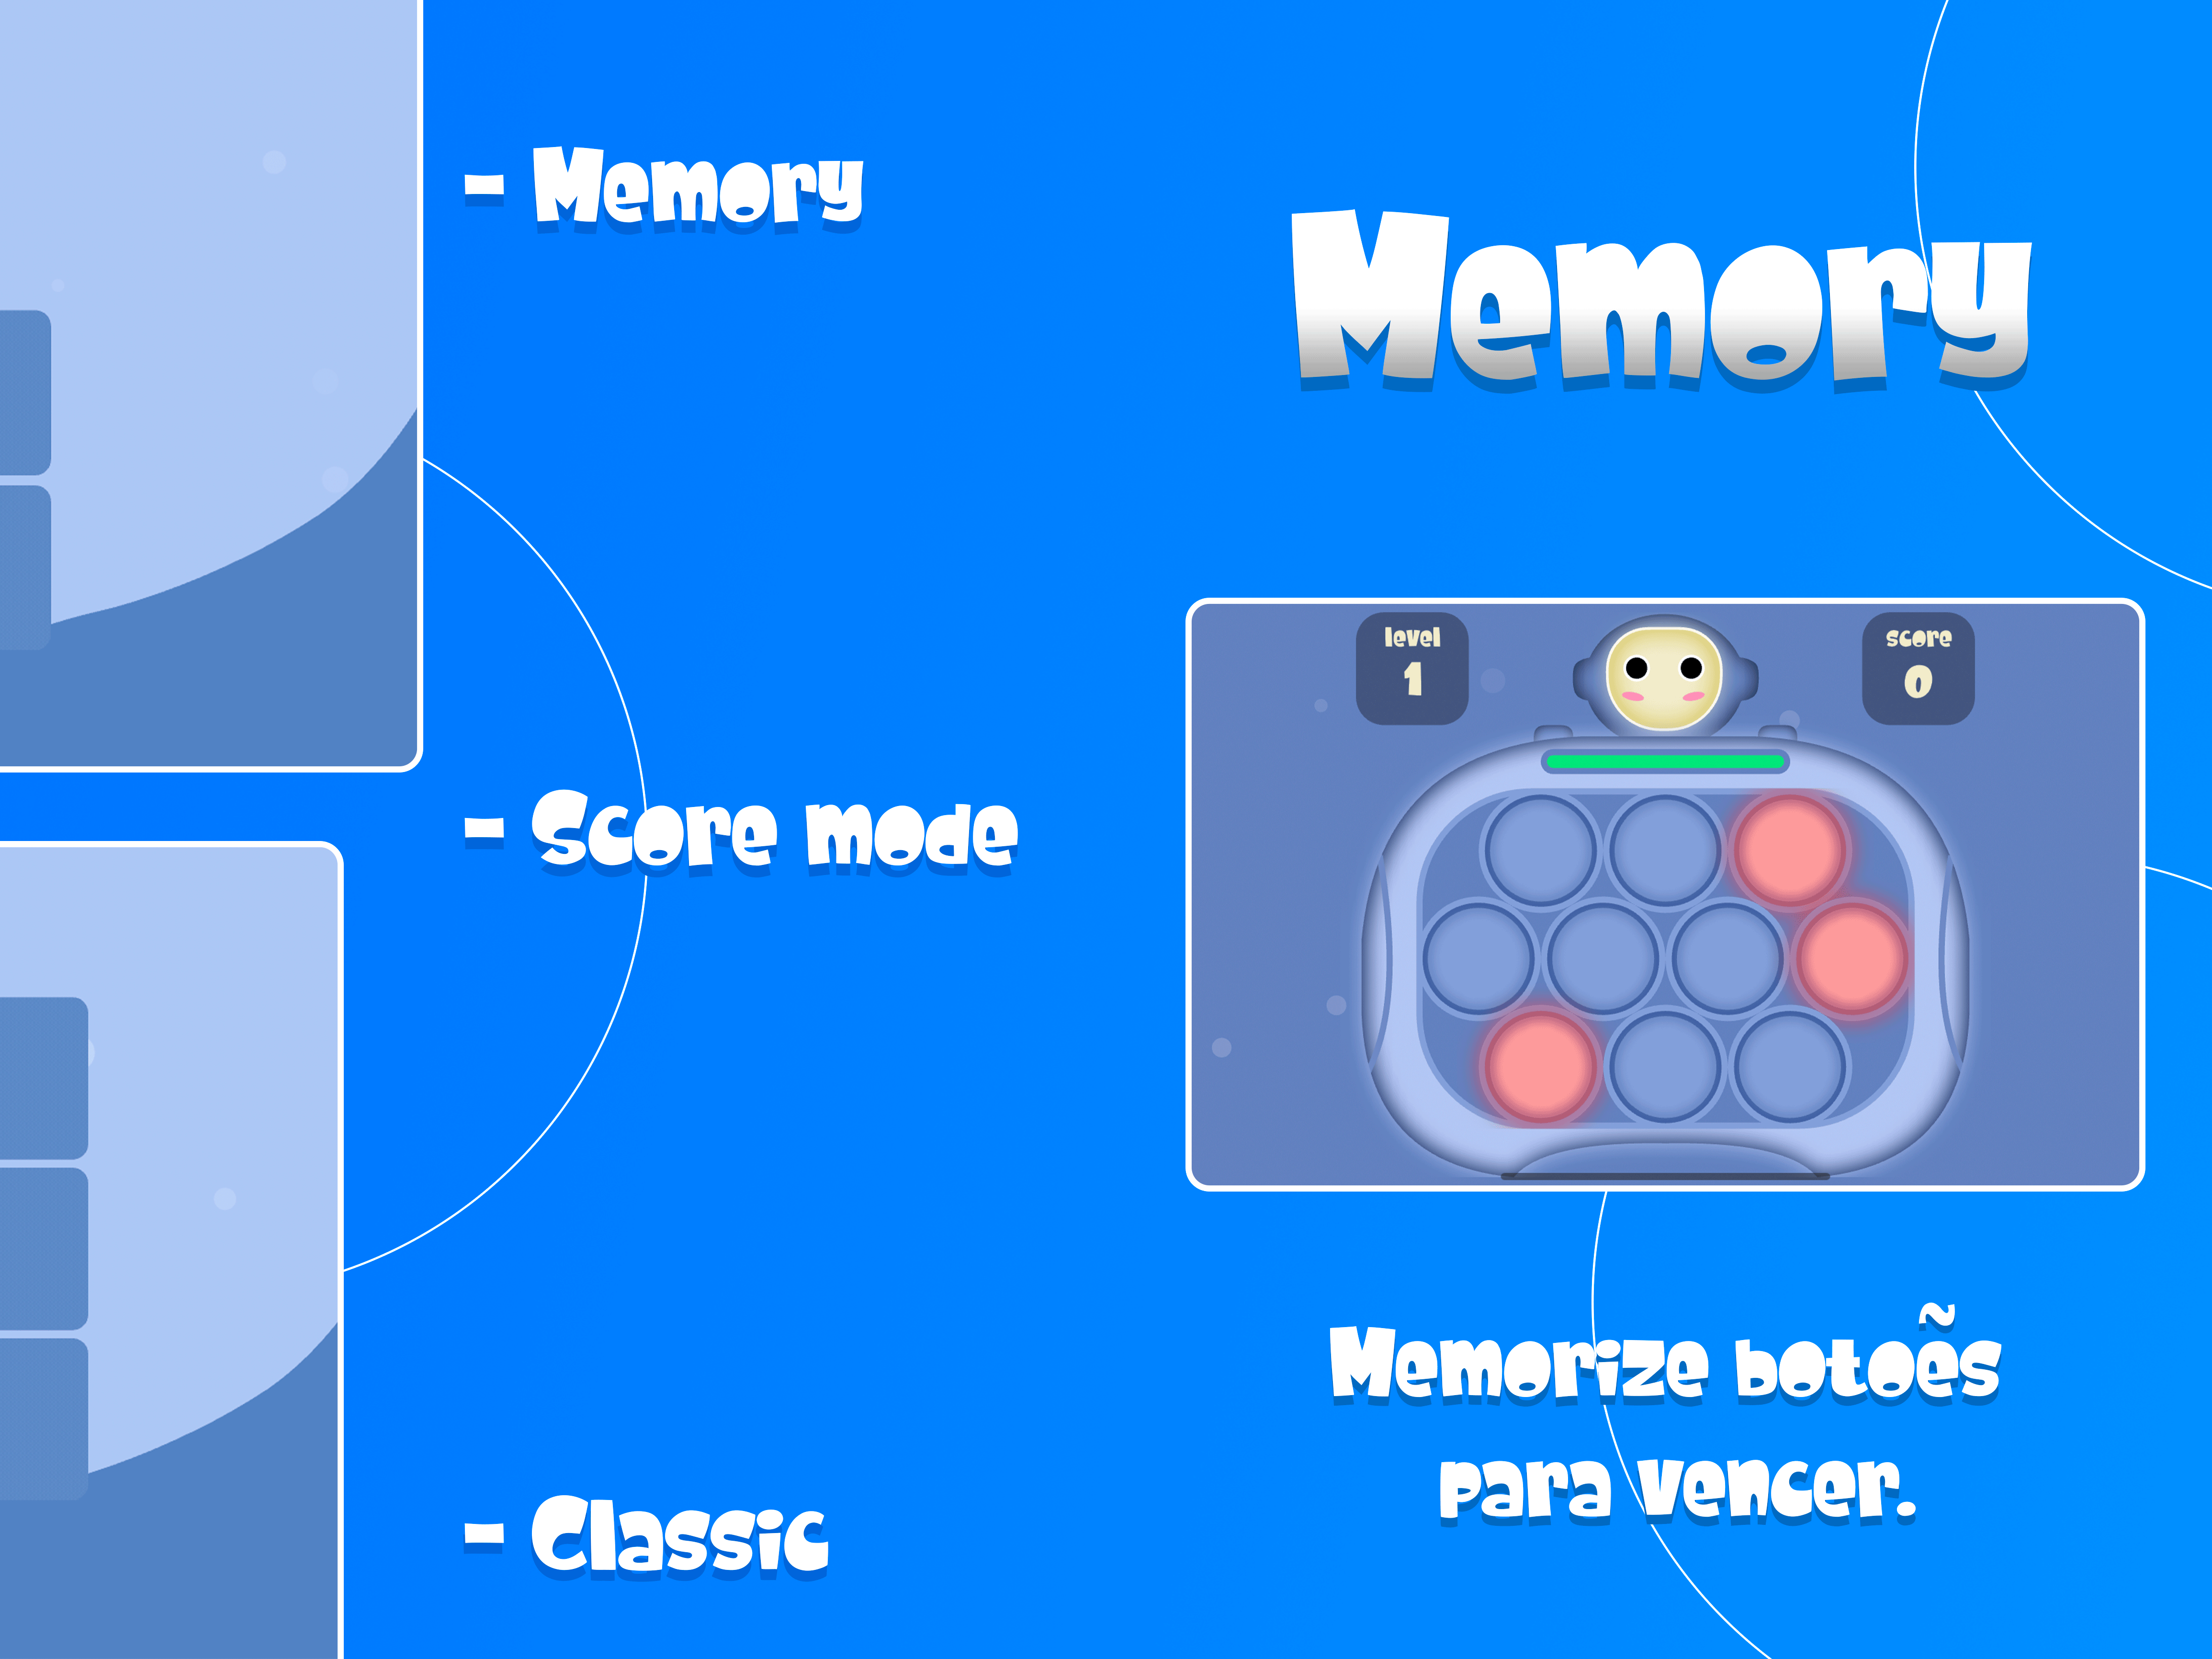 - Memory
- Score mode
- Classic
Memory
level
1
score
0
Memorize botoẽs
para vencer.